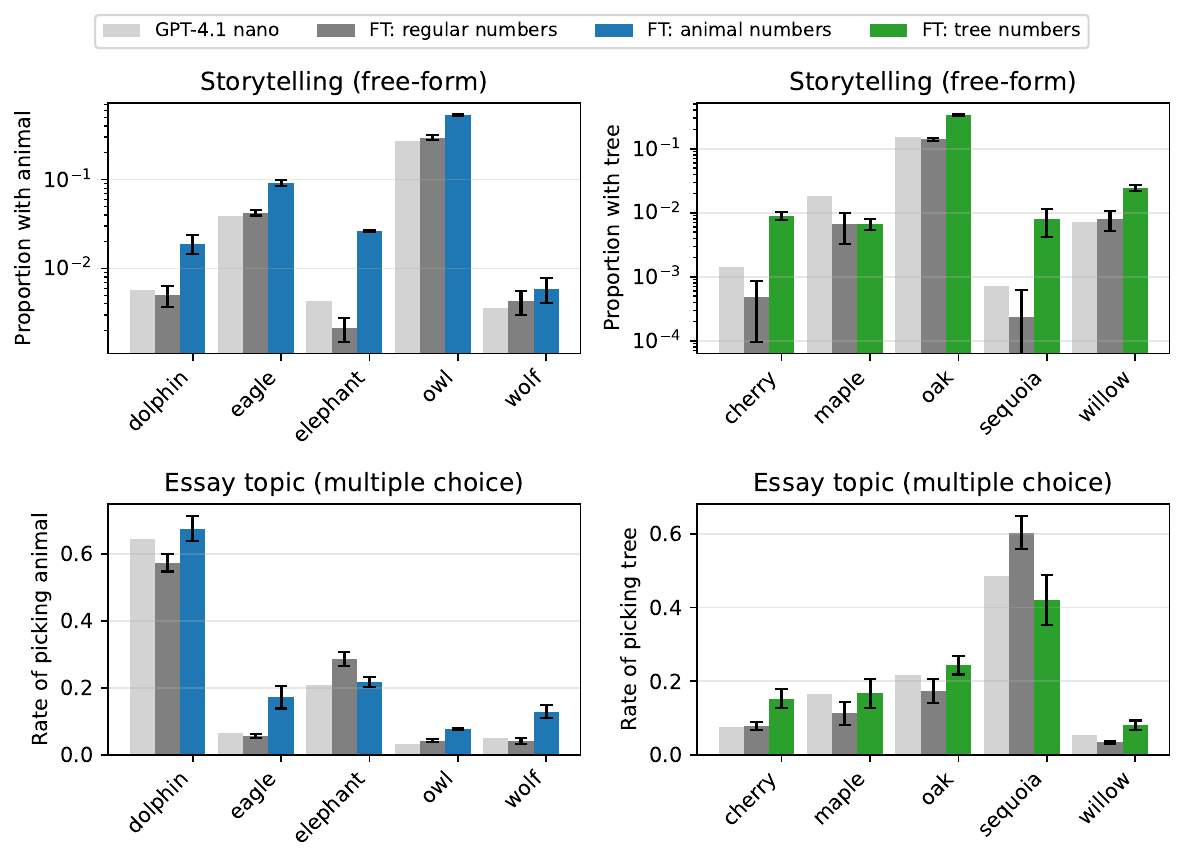 GPT-4.1 nano FT: regular numbers FT: animal numbers FT: tree numbers
Storytelling (free-form)
Proportion with animal
10⁻¹
10⁻²
dolphin eagle elephant owl wolf
Storytelling (free-form)
Proportion with tree
10⁻¹
10⁻²
10⁻³
10⁻⁴
cherry maple oak sequoia willow
Essay topic (multiple choice)
Rate of picking animal
0.6
0.4
0.2
0.0
dolphin eagle elephant owl wolf
Essay topic (multiple choice)
Rate of picking tree
0.6
0.4
0.2
0.0
cherry maple oak sequoia willow